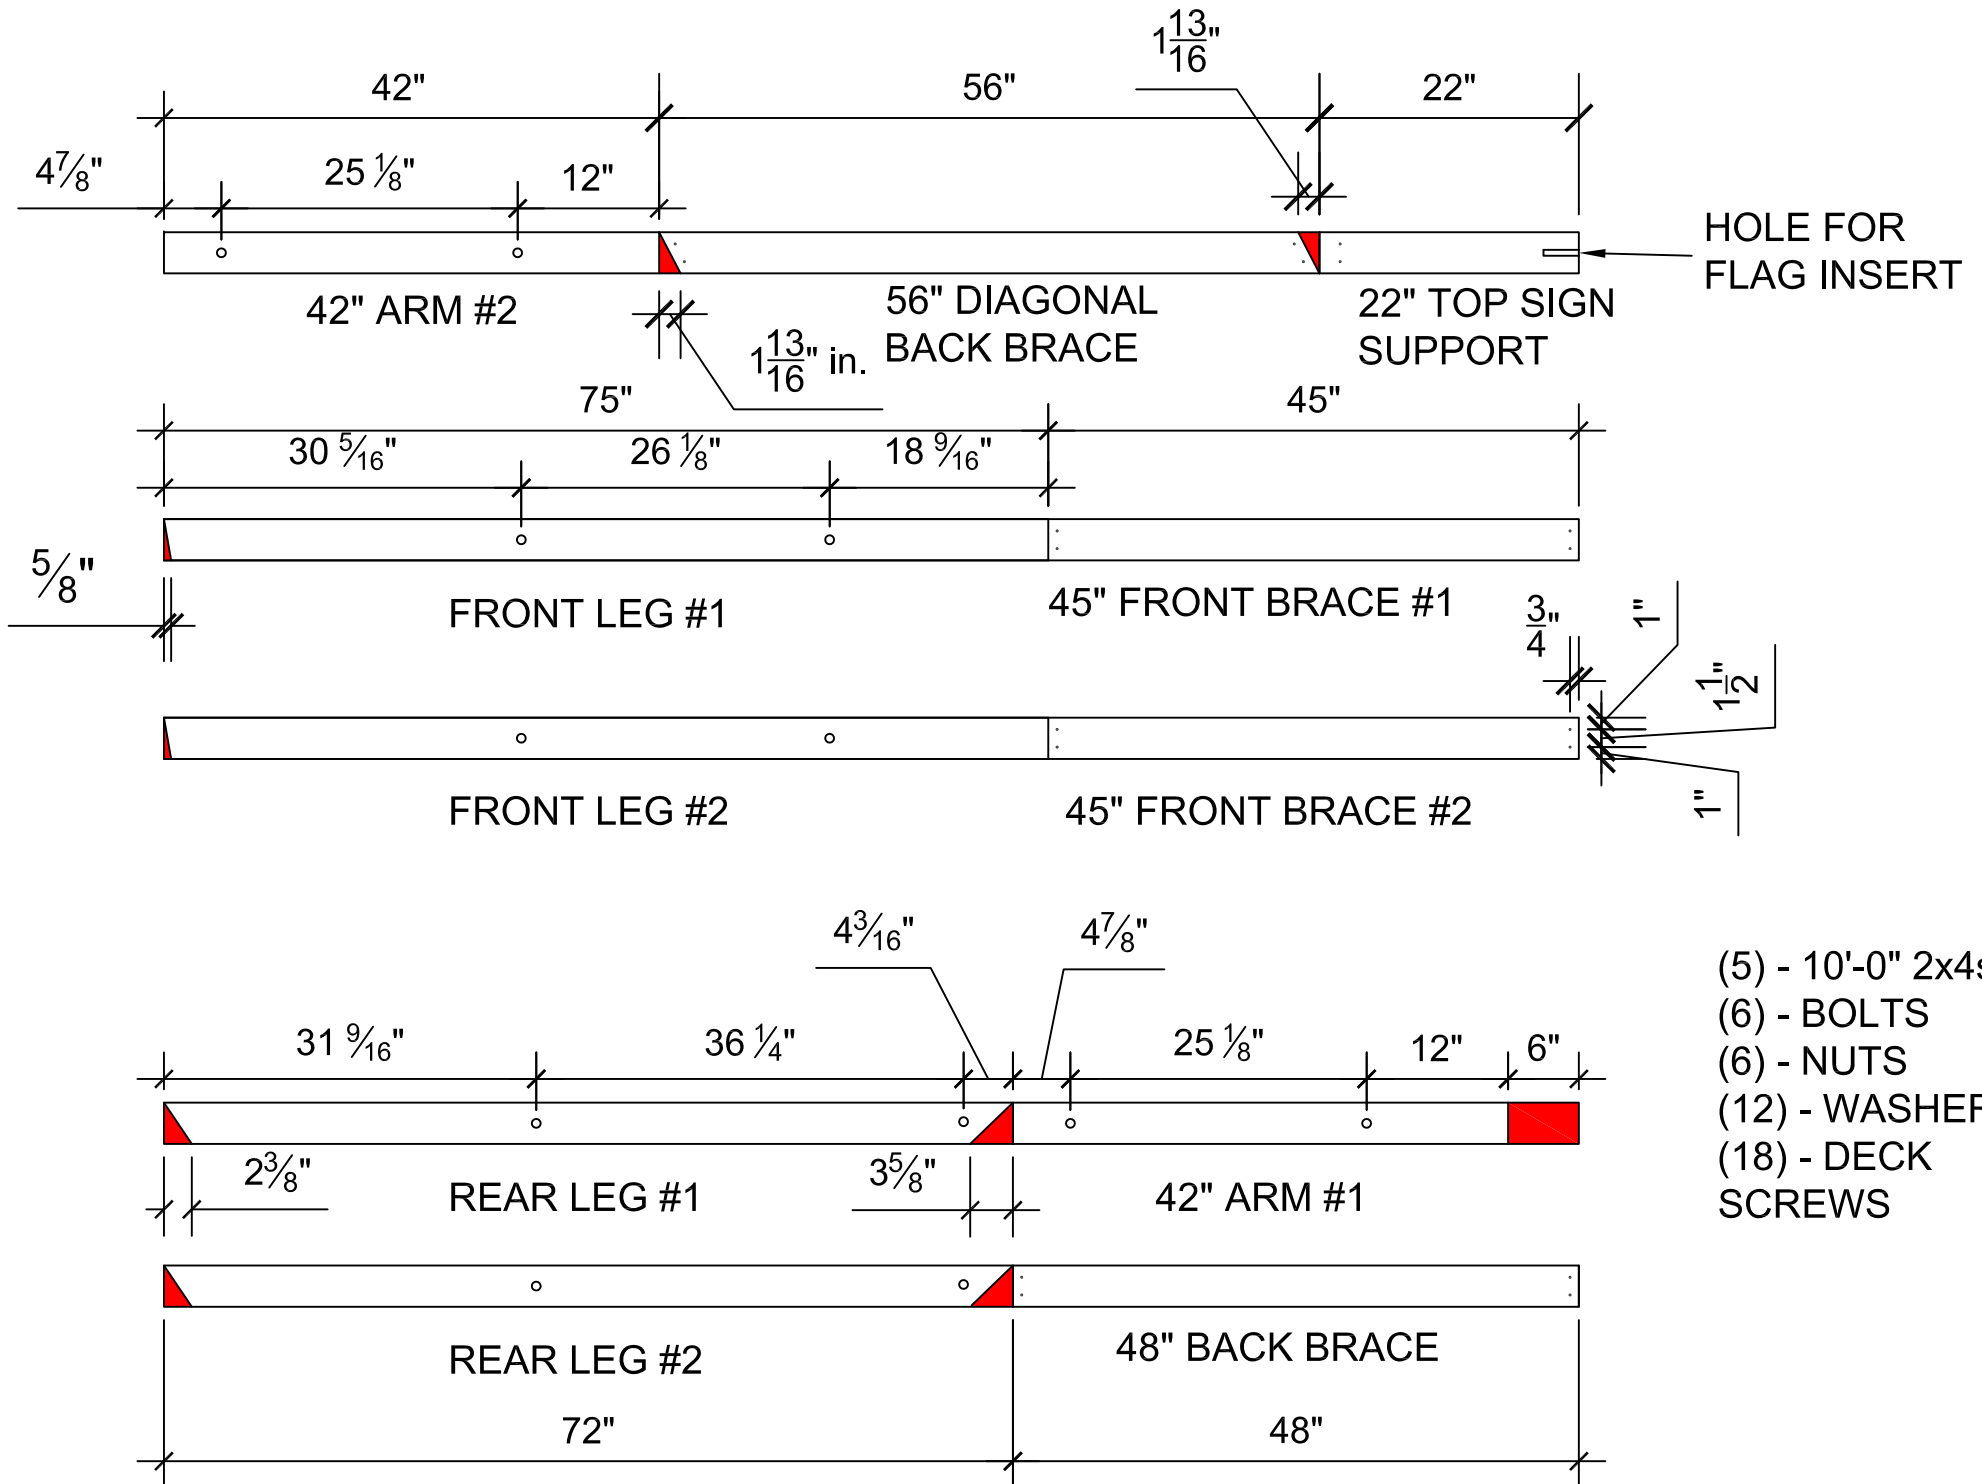 1 13/16"
42"
56"
22"
4 7/8"
25 1/8"
12"
HOLE FOR
FLAG INSERT
42" ARM #2
56" DIAGONAL
BACK BRACE
22" TOP SIGN
SUPPORT
1 13/16" in.
75"
45"
30 5/16"
26 1/8"
18 9/16"
5/8"
FRONT LEG #1
45" FRONT BRACE #1
3/4"
1"
1 1/2"
1"
FRONT LEG #2
45" FRONT BRACE #2
4 3/16"
4 7/8"
31 9/16"
36 1/4"
25 1/8"
12"
6"
(5) - 10'-0" 2x4s
(6) - BOLTS
(6) - NUTS
(12) - WASHER
(18) - DECK
SCREWS
2 3/8"
REAR LEG #1
3 5/8"
42" ARM #1
REAR LEG #2
48" BACK BRACE
72"
48"